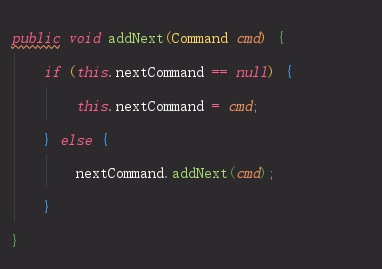 public void addNext(Command cmd) {
    if (this.nextCommand == null) {
        this.nextCommand = cmd;
    } else {
        nextCommand.addNext(cmd);
    }
}